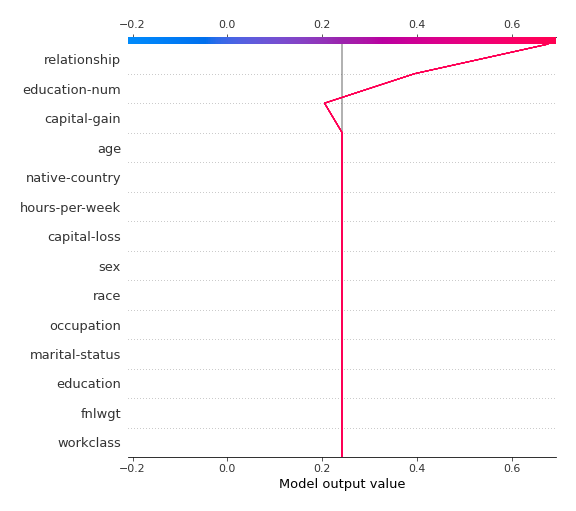 −0.2 0.0 0.2 0.4 0.6
relationship
education-num
capital-gain
age
native-country
hours-per-week
capital-loss
sex
race
occupation
marital-status
education
fnlwgt
workclass
−0.2 0.0 0.2 0.4 0.6
Model output value